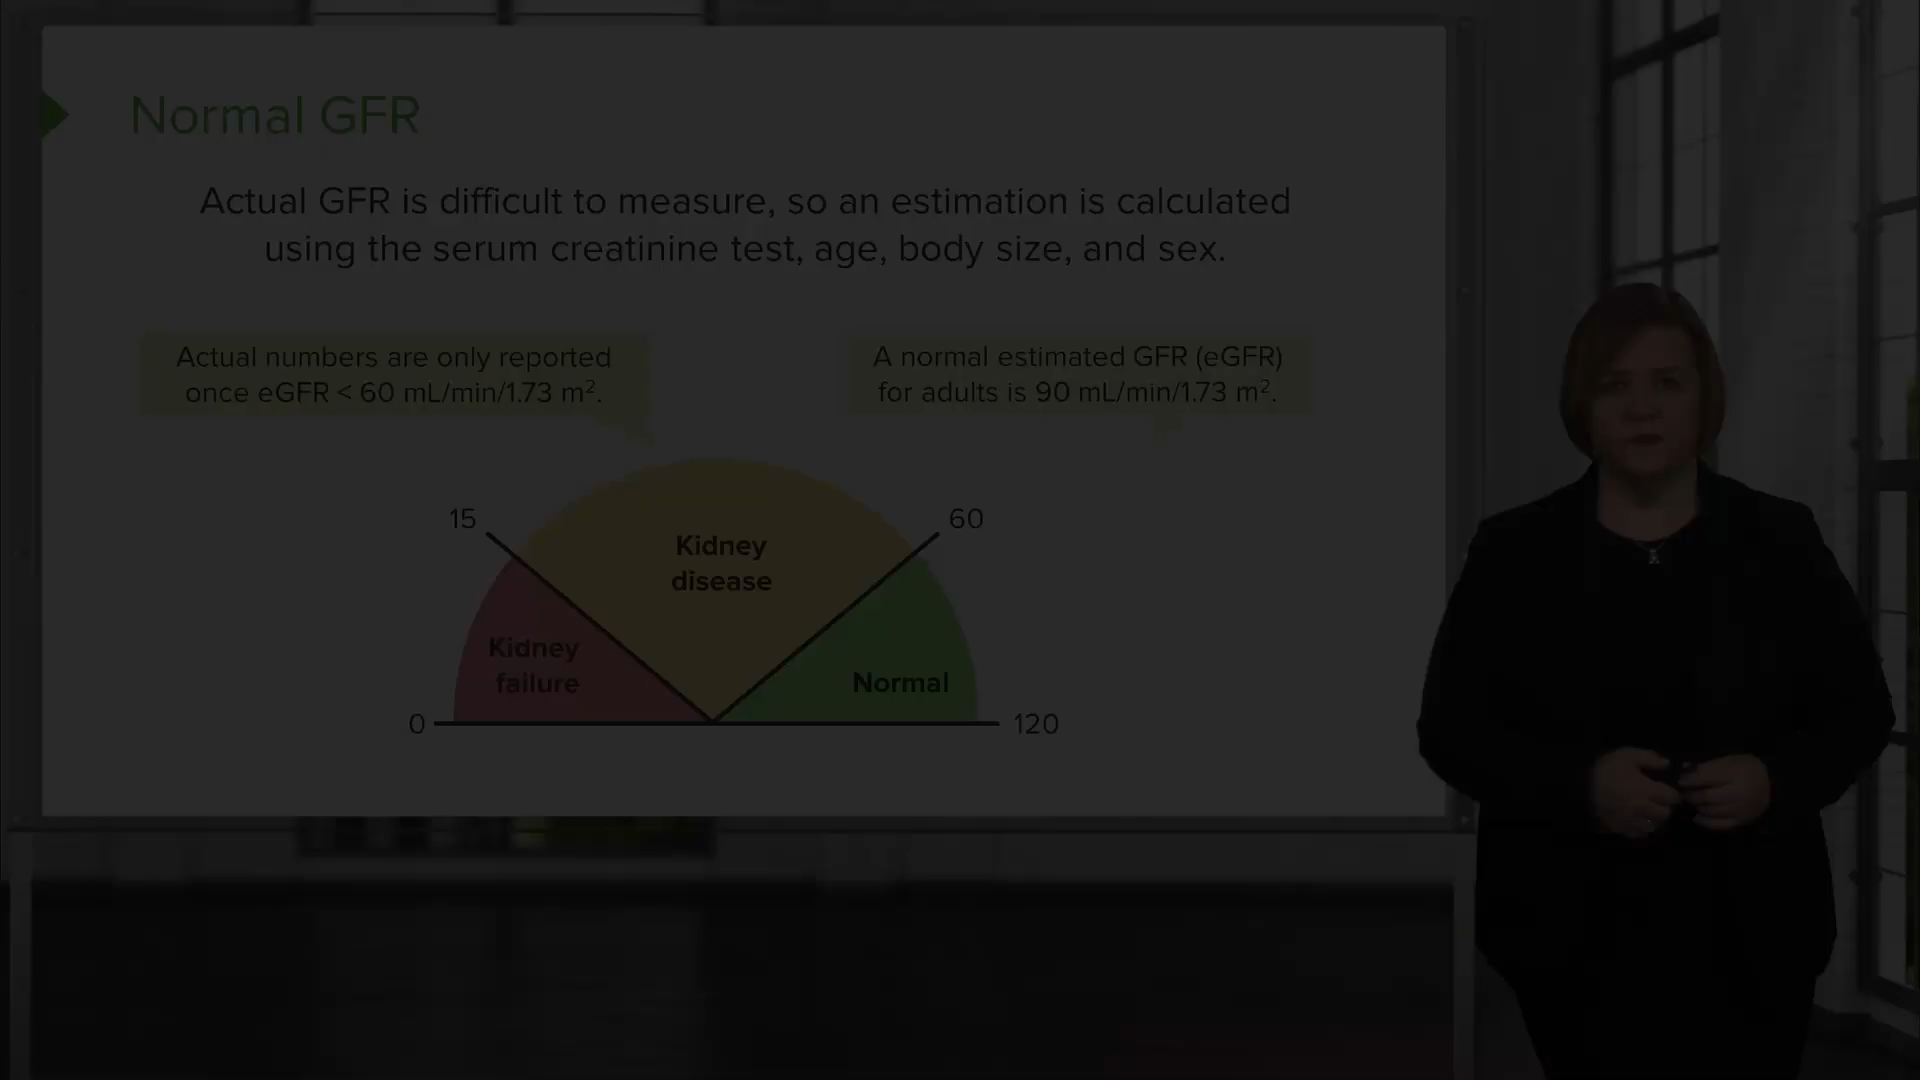 Normal GFR
Actual GFR is difficult to measure, so an estimation is calculated
using the serum creatinine test, age, body size, and sex.
Actual numbers are only reported
once eGFR < 60 mL/min/1.73 m².
A normal estimated GFR (eGFR)
for adults is 90 mL/min/1.73 m².
15
60
Kidney
disease
Kidney
failure
Normal
0
120